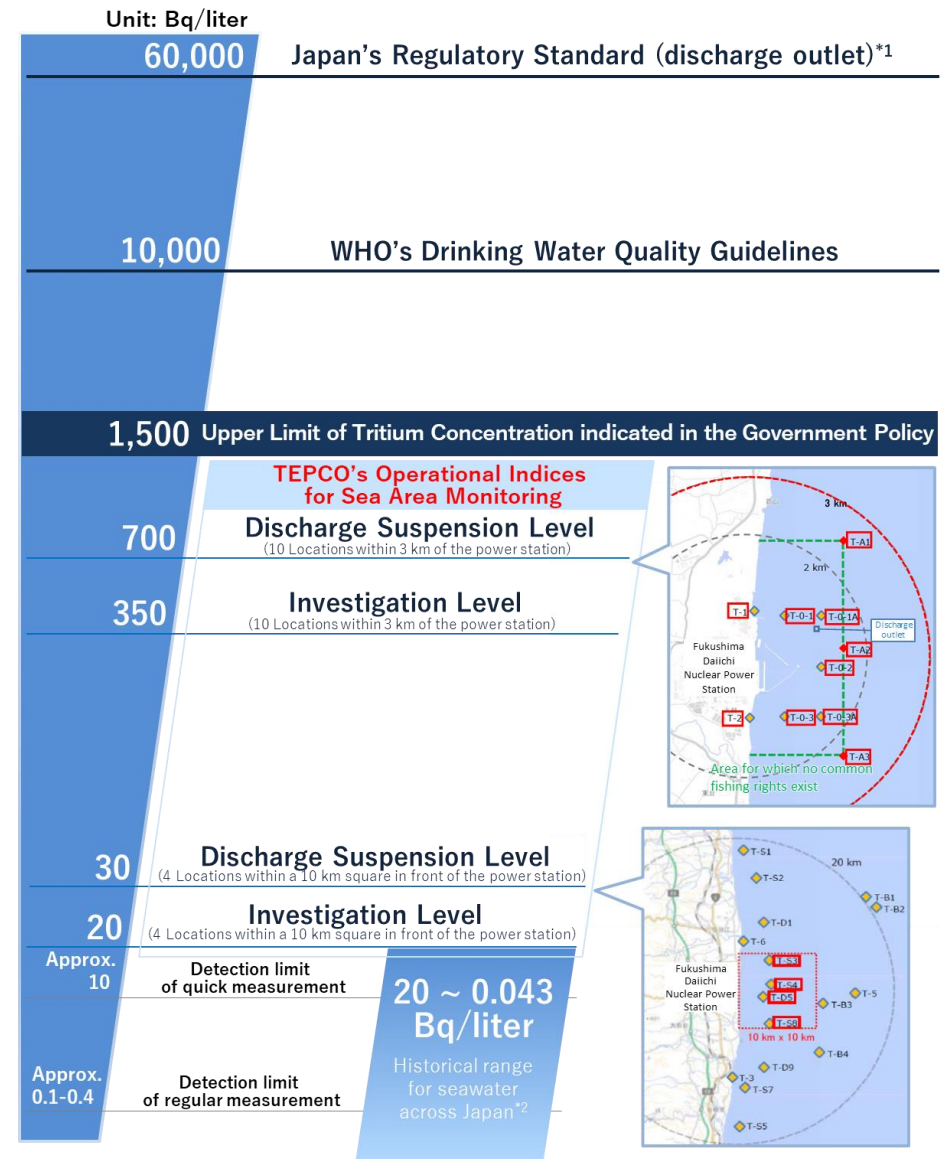 Unit: Bq/liter
60,000
Japan's Regulatory Standard (discharge outlet)*1
10,000
WHO's Drinking Water Quality Guidelines
1,500
Upper Limit of Tritium Concentration indicated in the Government Policy
TEPCO's Operational Indices
for Sea Area Monitoring
700
Discharge Suspension Level
(10 Locations within 3 km of the power station)
350
Investigation Level
(10 Locations within 3 km of the power station)
3 km
T-A1
2 km
T-1
T-0-1
T-0-1A
Discharge
outlet
Fukushima
Daiichi
Nuclear Power
Station
T-A2
T-0-2
T-2
T-0-3
T-0-3A
T-A3
Area for which no common
fishing rights exist
30
Discharge Suspension Level
(4 Locations within a 10 km square in front of the power station)
20
Investigation Level
(4 Locations within a 10 km square in front of the power station)
Approx.
10
Detection limit
of quick measurement
20 ~ 0.043
Bq/liter
Historical range
for seawater
across Japan*2
Approx.
0.1-0.4
Detection limit
of regular measurement
T-S1
20 km
T-S2
T-B1
T-B2
T-D1
T-6
T-S3
Fukushima
Daiichi
Nuclear Power
Station
T-S4
T-D5
T-5
T-B3
T-S8
10 km x 10 km
T-B4
T-D9
T-3
T-S7
T-S5